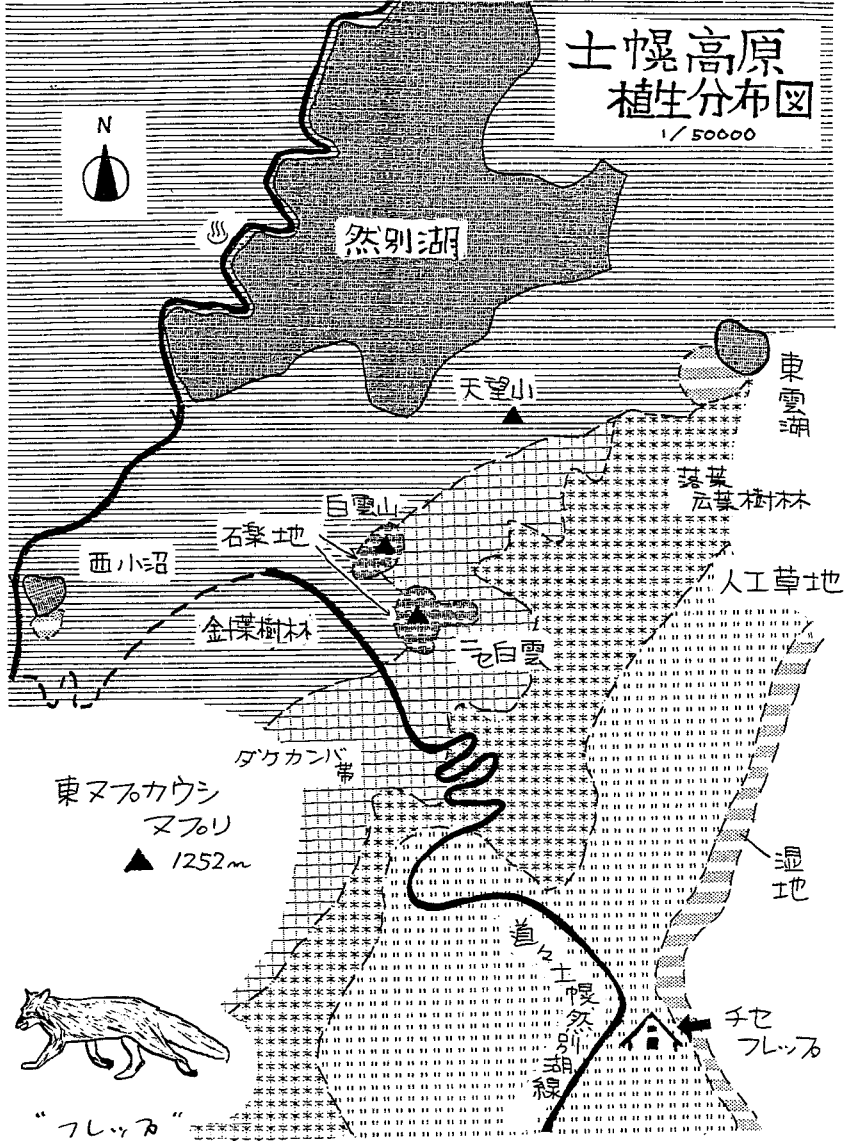 士幌高原
植生分布図
1/50000
N
然別湖
天望山
東雲湖
白雲山
石楽地
落葉
広葉樹林
西小沼
人工草地
針葉樹林
ニセ白雲
ダケカンバ帯
東ヌプカウシ
ヌプリ
1252m
湿地
道々士幌然別湖線
チセ
フレップ
"フレップ"